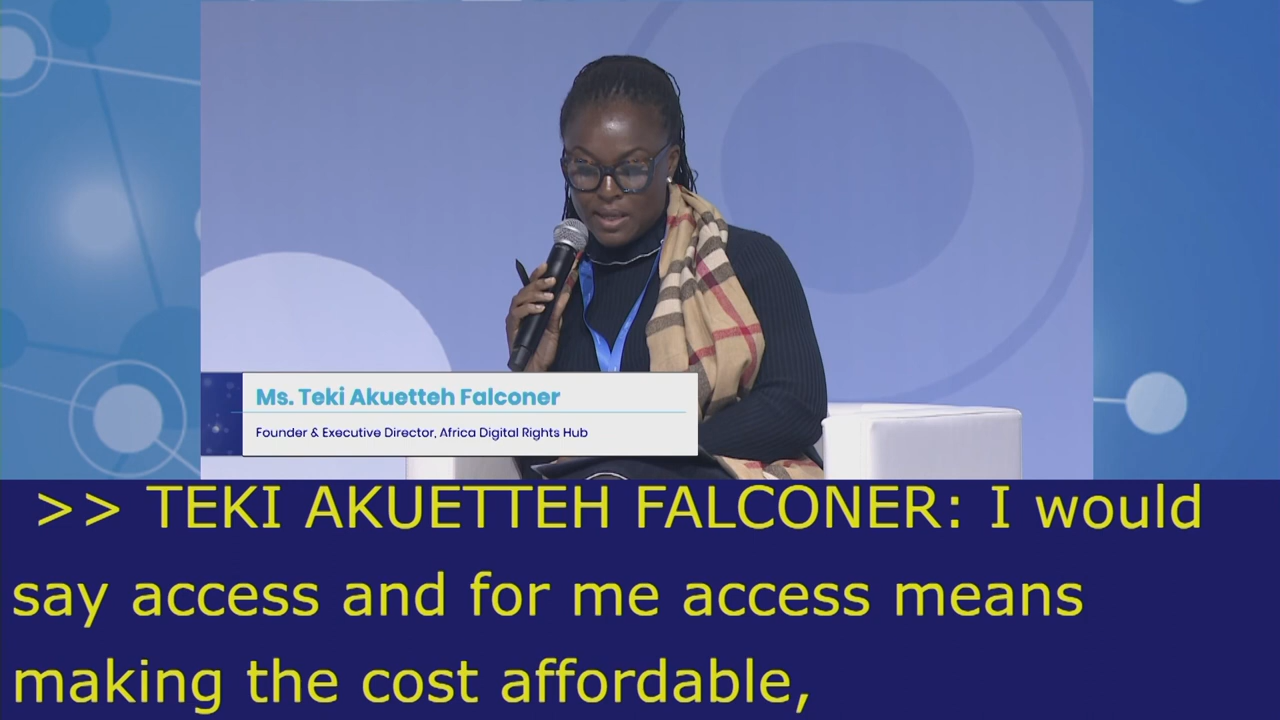 Ms. Teki Akuetteh Falconer
Founder & Executive Director, Africa Digital Rights Hub
>> TEKI AKUETTEH FALCONER: I would
say access and for me access means
making the cost affordable,